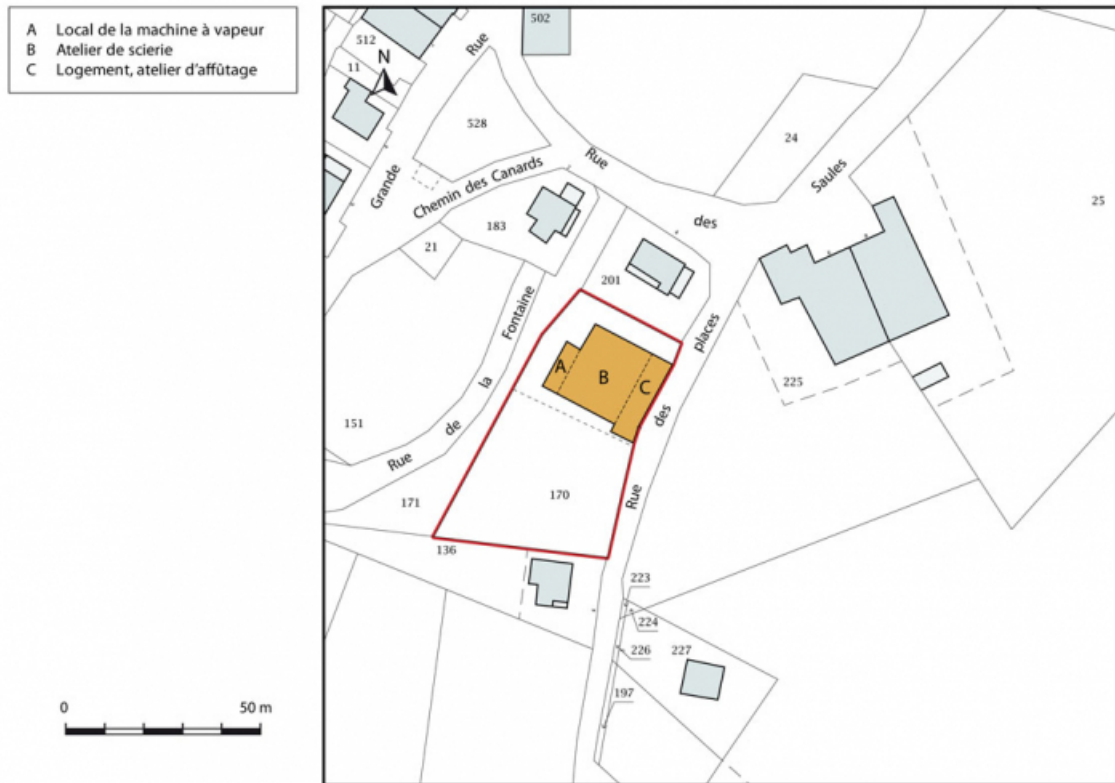 A Local de la machine à vapeur
B Atelier de scierie
C Logement, atelier d'affûtage
502
512
Rue
N
11
528
24
Rue
Chemin des Canards
Saules
Grande
25
183
des
21
201
Fontaine
places
A
B
C
225
la
des
151
de
Rue
170
Rue
171
136
223
224
226
227
197
0 50 m